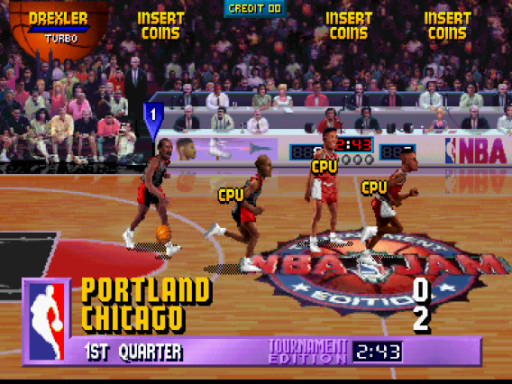 CREDIT 00
DREXLER
TURBO
INSERT
COINS
INSERT
COINS
INSERT
COINS
1
2:43
NBA
CPU
CPU
CPU
NBA JAM
TOURNAMENT
EDITION
PORTLAND 0
CHICAGO 2
1ST QUARTER
TOURNAMENT
EDITION
2:43